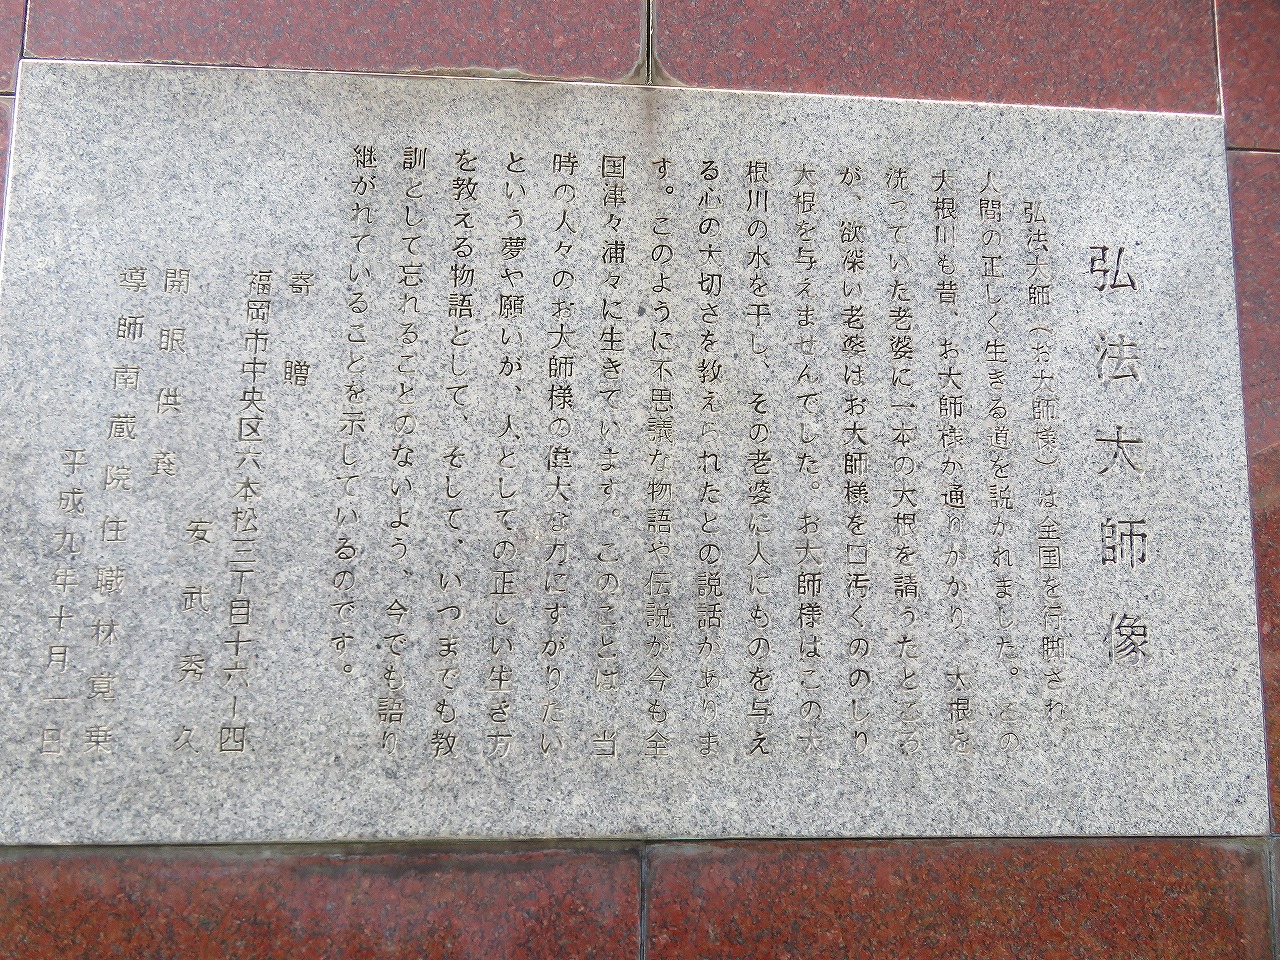 弘法大師像
弘法大師（お大師様）は全国を行脚され
人間の正しく生きる道を説かれました。この
大根川も昔、お大師様が通りかかり、大根を
洗っていた老婆に一本の大根を請うたところ
が、欲深い老婆はお大師様を口汚くののしり
大根を与えませんでした。お大師様はこの大
根川の水を干し、その老婆に人にものを与え
る心の大切さを教えられたとの説話がありま
す。このように不思議な物語や伝説が今も全
国津々浦々に生きています。このことは、当
時の人々のお大師様の偉大な力にすがりたい
という夢や願いが、人としての正しい生き方
を教える物語として、そして、いつまでも教
訓として忘れることのないよう、今でも語り
継がれていることを示しているのです。
寄贈
福岡市中央区六本松三丁目十六ー四
安武秀久
開眼供養
導師南蔵院住職林覚乗
平成九年十月一日